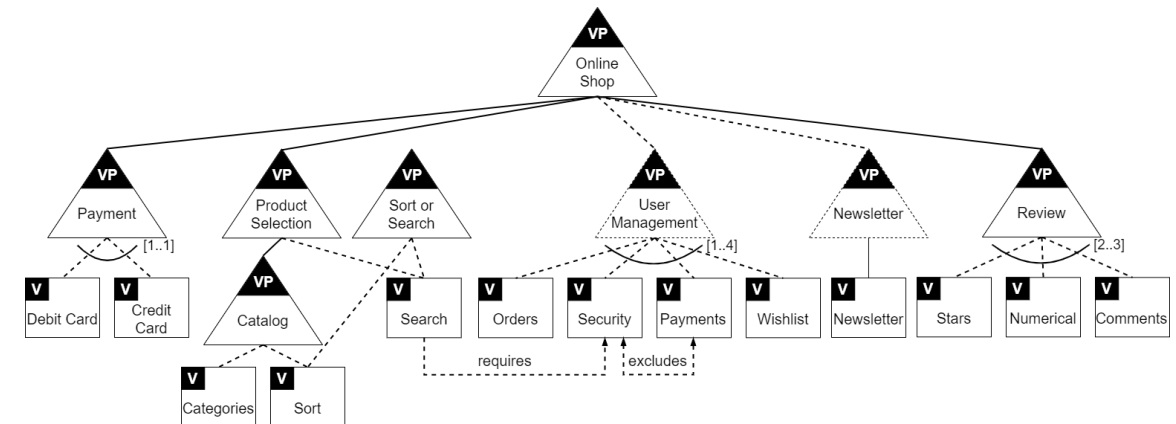 VP
Online
Shop
VP
Payment
[1..1]
VP
Product
Selection
VP
Sort or
Search
VP
User
Management
[1..4]
VP
Newsletter
VP
Review
[2..3]
V
Debit Card
V
Credit
Card
VP
Catalog
V
Search
V
Orders
V
Security
V
Payments
V
Wishlist
V
Newsletter
V
Stars
V
Numerical
V
Comments
requires
excludes
V
Categories
V
Sort